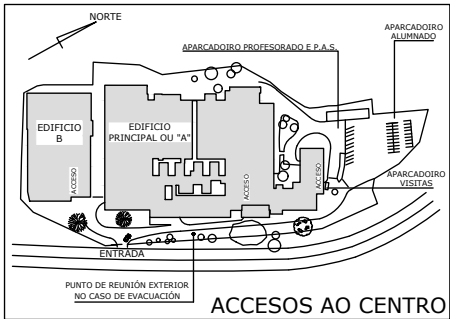 NORTE
APARCADOIRO
ALUMNADO
APARCADOIRO PROFESORADO E P.A.S.
EDIFICIO
B
EDIFICIO
PRINCIPAL OU "A"
ACCESO
ACCESO
ACCESO
APARCADOIRO
VISITAS
ENTRADA
PUNTO DE REUNIÓN EXTERIOR
NO CASO DE EVACUACIÓN
ACCESOS AO CENTRO